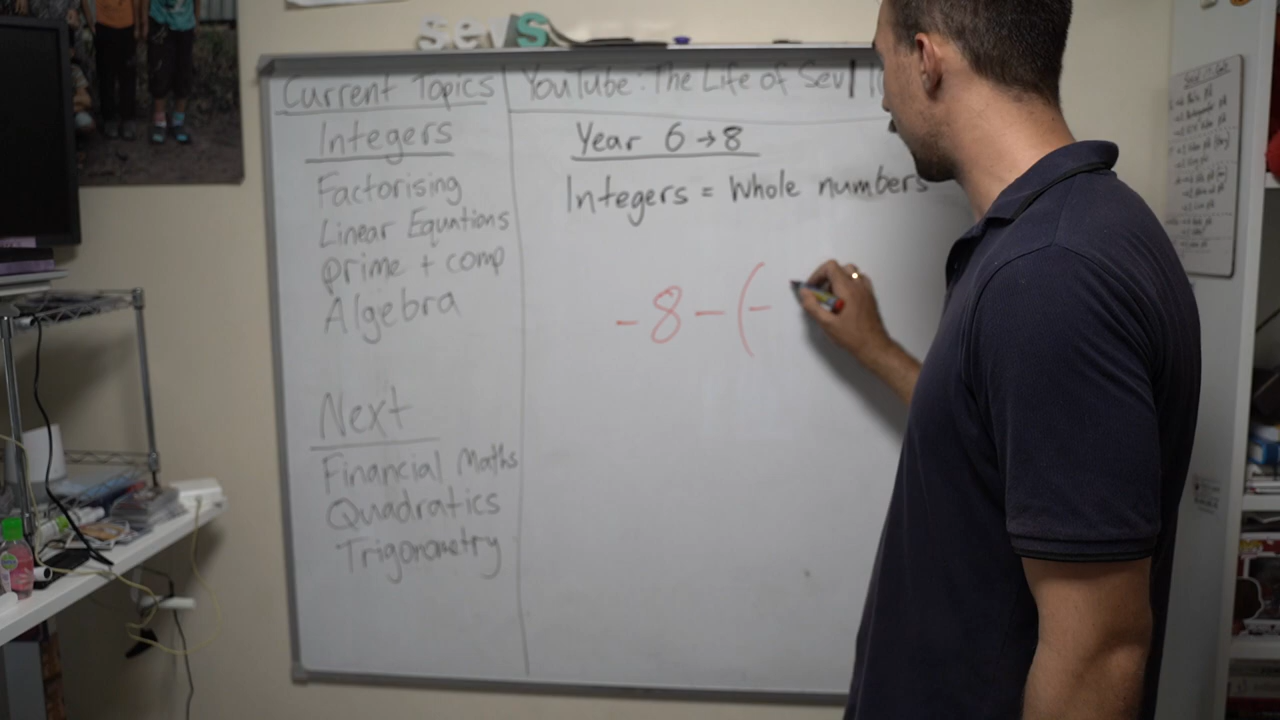 sevs
Current Topics
Integers
Factorising
Linear Equations
prime + comp
Algebra
Next
Financial Maths
Quadratics
Trigonometry
YouTube: The Life of Sev
Year 6 → 8
Integers = Whole numbers
-8-(-